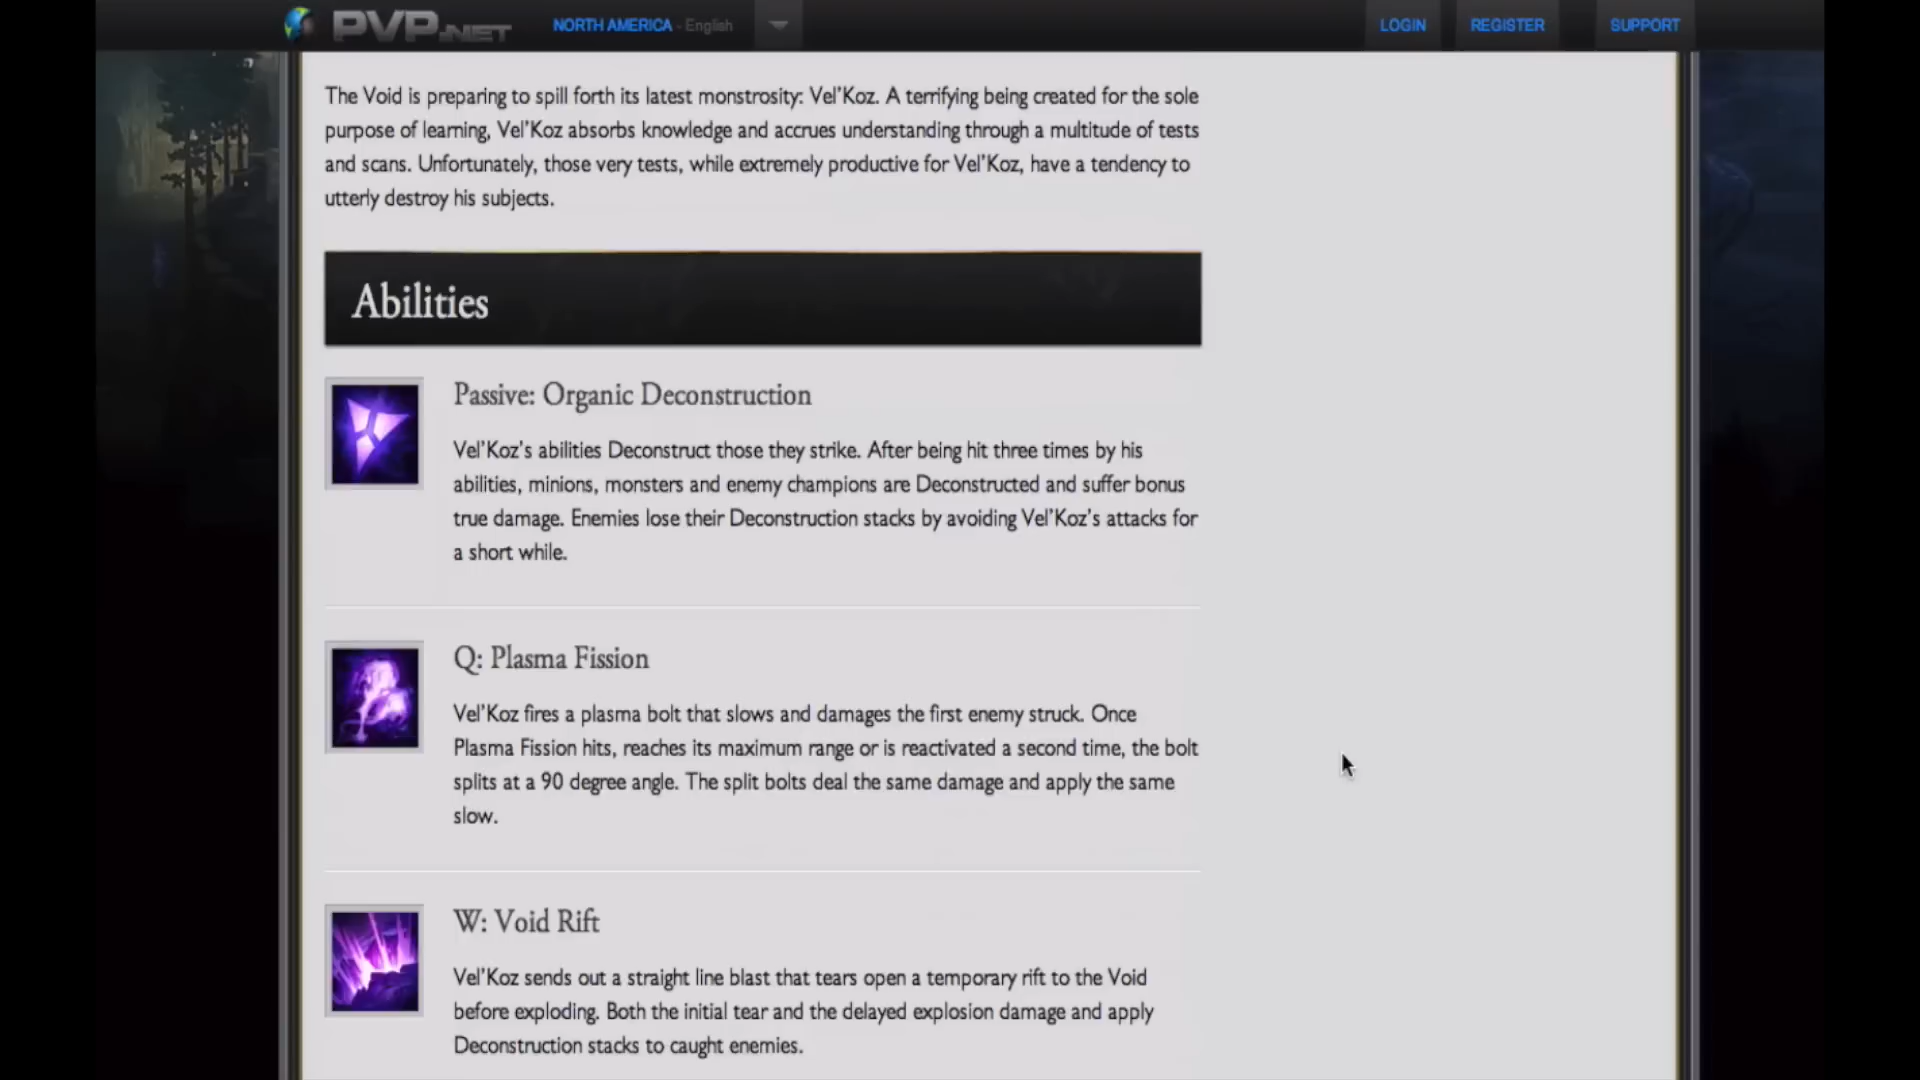 PVP.NET
NORTH AMERICA - English
LOGIN
REGISTER
SUPPORT
The Void is preparing to spill forth its latest monstrosity: Vel'Koz. A terrifying being created for the sole
purpose of learning, Vel'Koz absorbs knowledge and accrues understanding through a multitude of tests
and scans. Unfortunately, those very tests, while extremely productive for Vel'Koz, have a tendency to
utterly destroy his subjects.
Abilities
Passive: Organic Deconstruction
Vel'Koz's abilities Deconstruct those they strike. After being hit three times by his
abilities, minions, monsters and enemy champions are Deconstructed and suffer bonus
true damage. Enemies lose their Deconstruction stacks by avoiding Vel'Koz's attacks for
a short while.
Q: Plasma Fission
Vel'Koz fires a plasma bolt that slows and damages the first enemy struck. Once
Plasma Fission hits, reaches its maximum range or is reactivated a second time, the bolt
splits at a 90 degree angle. The split bolts deal the same damage and apply the same
slow.
W: Void Rift
Vel'Koz sends out a straight line blast that tears open a temporary rift to the Void
before exploding. Both the initial tear and the delayed explosion damage and apply
Deconstruction stacks to caught enemies.